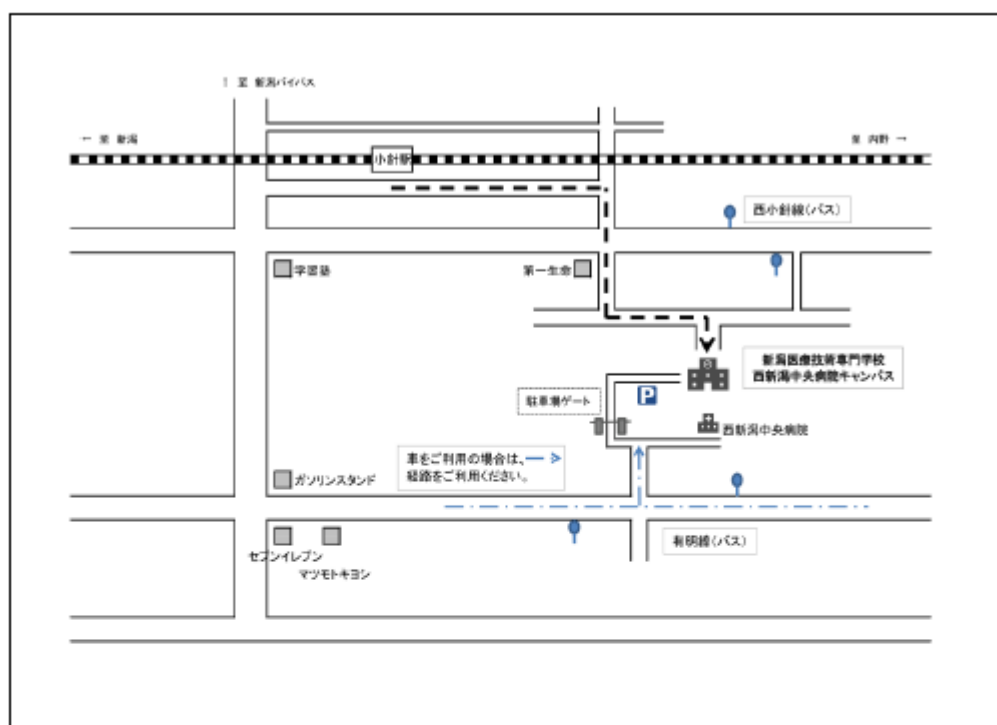 ↑ 至 新潟バイパス
← 至 新潟
至 内野 →
小針駅
西小針線(バス)
学習塾
第一生命
新潟医療技術専門学校
西新潟中央病院キャンパス
P
駐車場ゲート
西新潟中央病院
車をご利用の場合は、
経路をご利用ください。
ガソリンスタンド
有明線(バス)
セブンイレブン
マツモトキヨシ